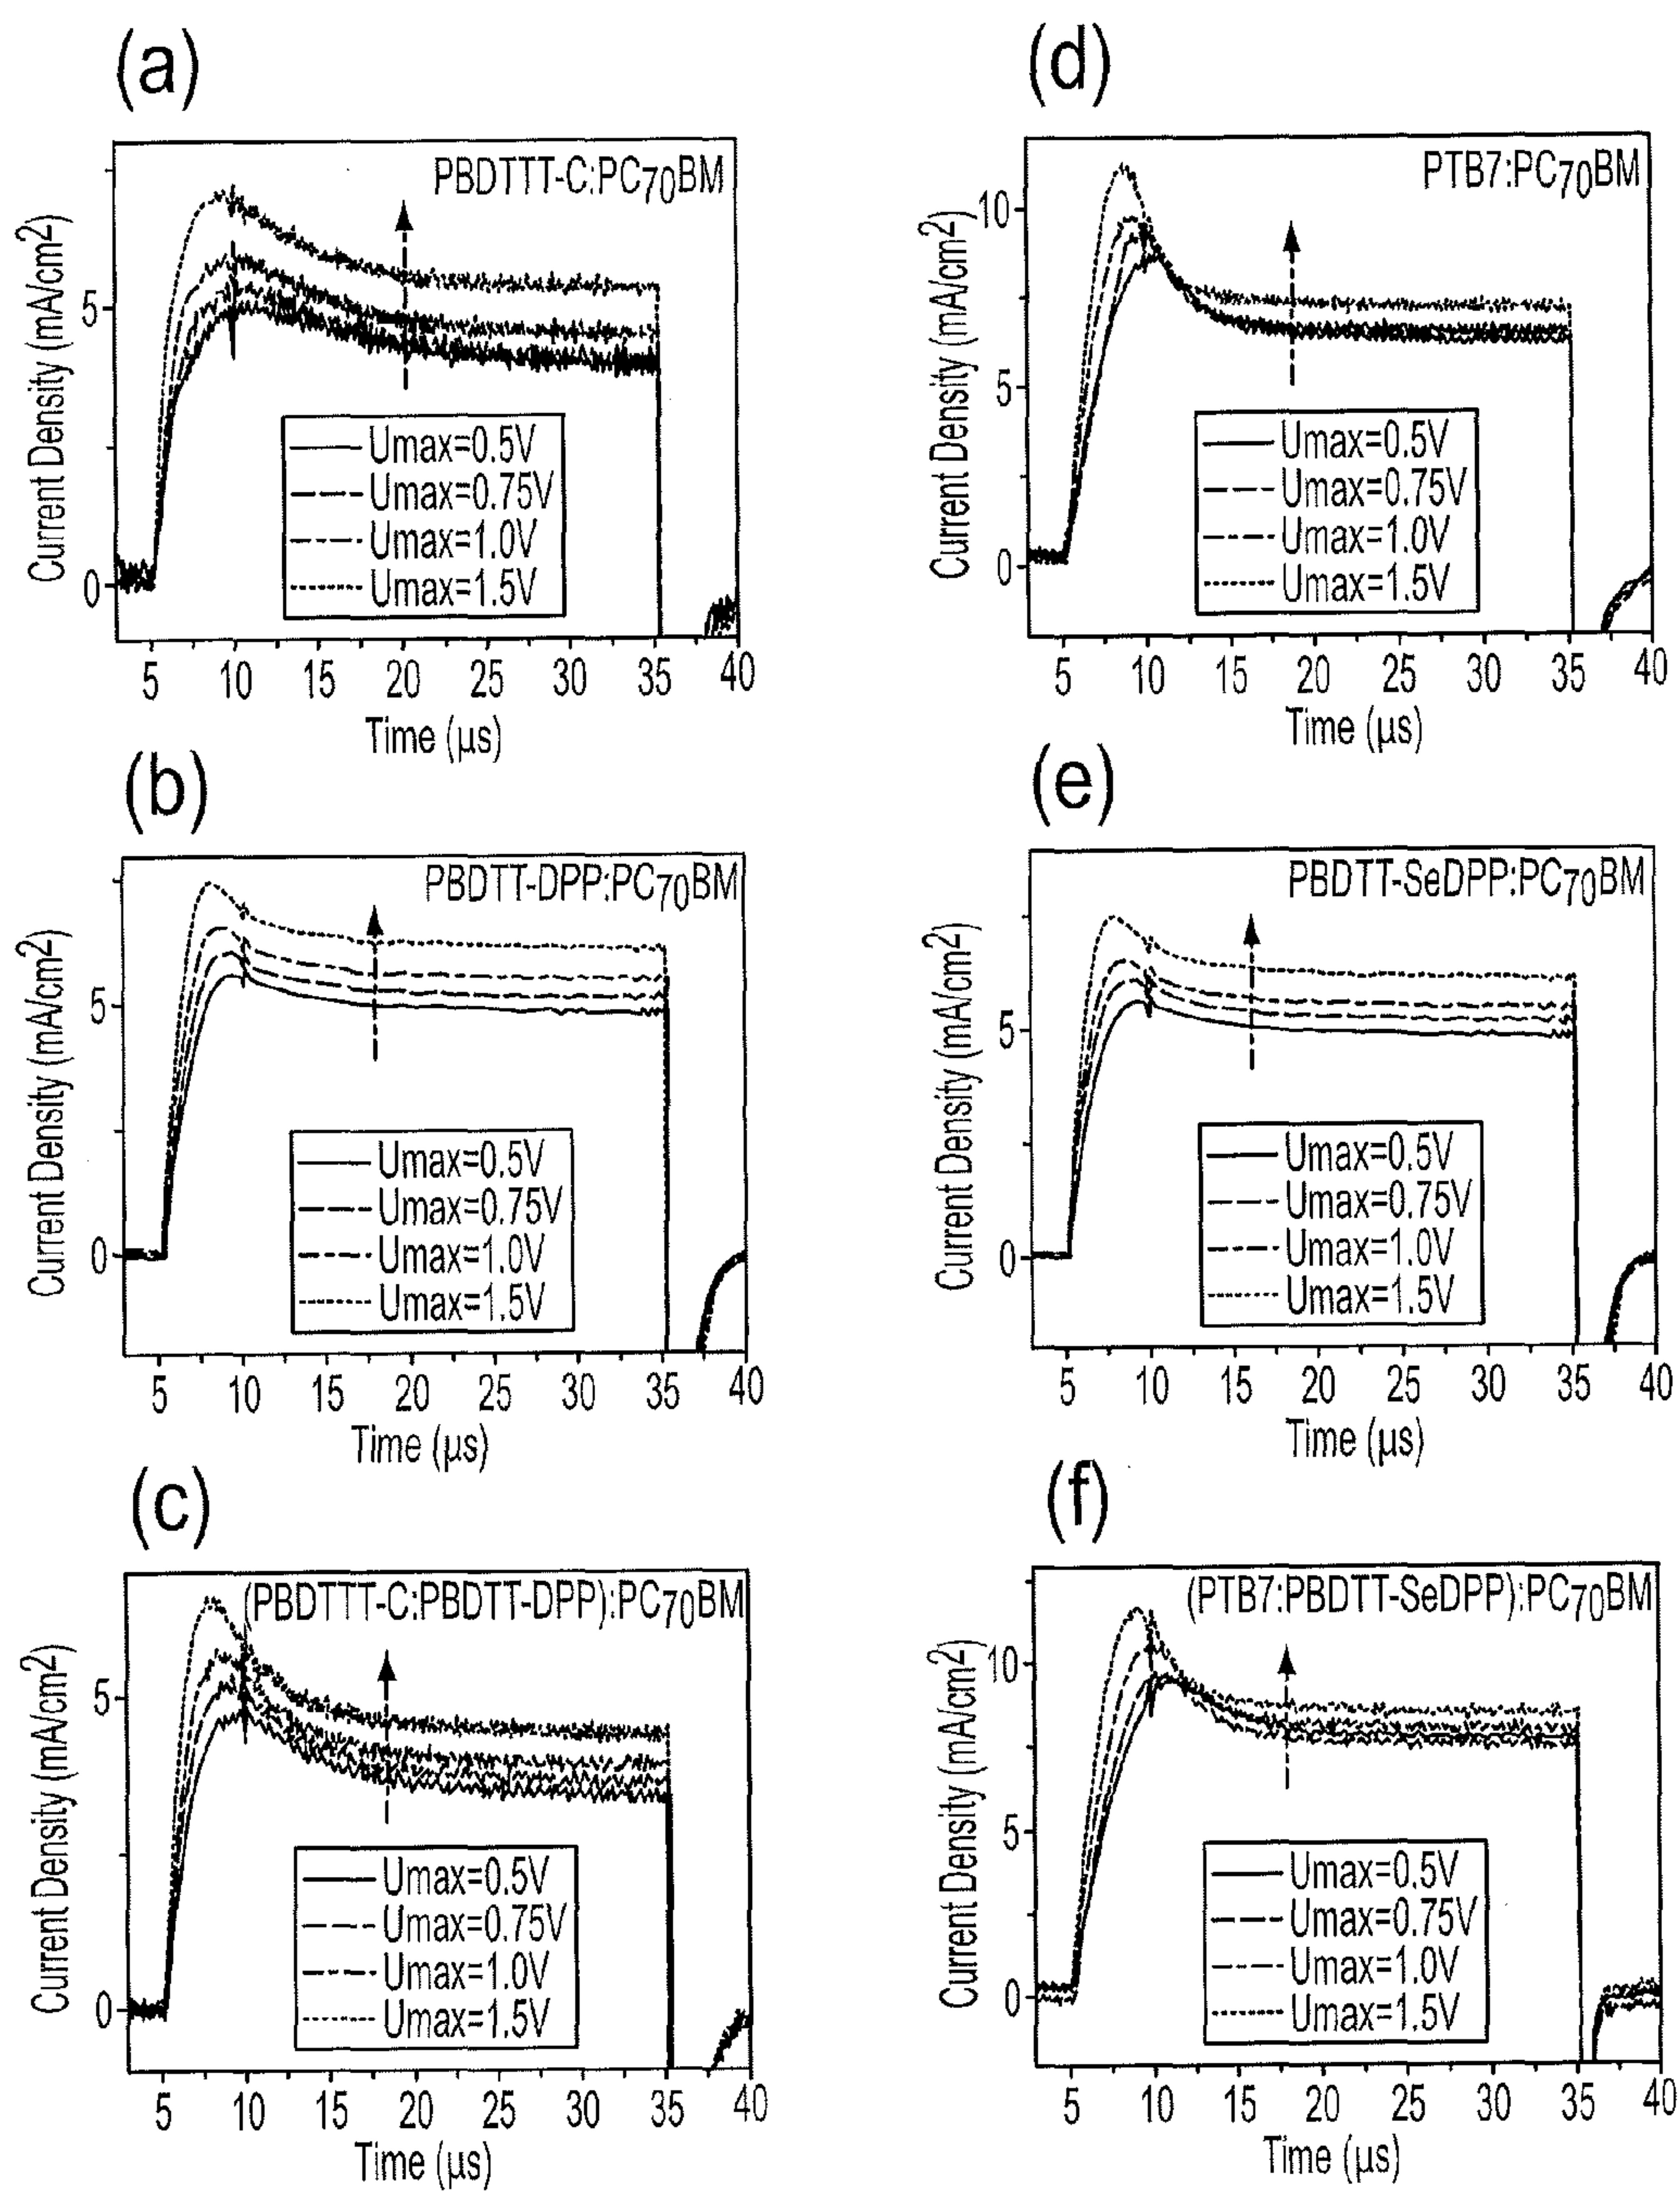 (a)
PBDTTT-C:PC70BM
Current Density (mA/cm2)
5
0
Umax=0.5V
Umax=0.75V
Umax=1.0V
Umax=1.5V
5 10 15 20 25 30 35 40
Time (μs)
(d)
PTB7:PC70BM
Current Density (mA/cm2)
10
5
0
Umax=0.5V
Umax=0.75V
Umax=1.0V
Umax=1.5V
5 10 15 20 25 30 35 40
Time (μs)
(b)
PBDTT-DPP:PC70BM
Current Density (mA/cm2)
5
0
Umax=0.5V
Umax=0.75V
Umax=1.0V
Umax=1.5V
5 10 15 20 25 30 35 40
Time (μs)
(e)
PBDTT-SeDPP:PC70BM
Current Density (mA/cm2)
5
0
Umax=0.5V
Umax=0.75V
Umax=1.0V
Umax=1.5V
5 10 15 20 25 30 35 40
Time (μs)
(c)
(PBDTTT-C:PBDTT-DPP):PC70BM
Current Density (mA/cm2)
5
0
Umax=0.5V
Umax=0.75V
Umax=1.0V
Umax=1.5V
5 10 15 20 25 30 35 40
Time (μs)
(f)
(PTB7:PBDTT-SeDPP):PC70BM
Current Density (mA/cm2)
10
5
0
Umax=0.5V
Umax=0.75V
Umax=1.0V
Umax=1.5V
5 10 15 20 25 30 35 40
Time (μs)